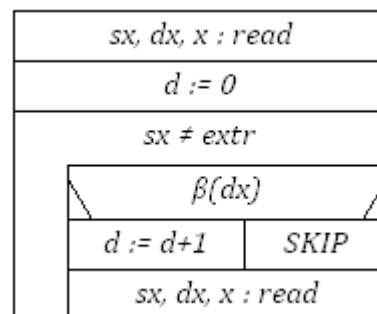 sx, dx, x : read
d := 0
sx ≠ extr
β(dx)
d := d+1 SKIP
sx, dx, x : read